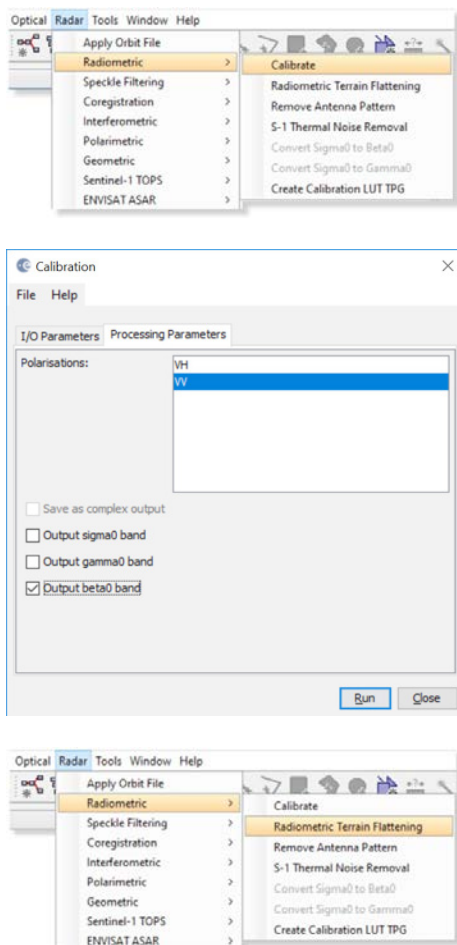 Optical Radar Tools Window Help
Apply Orbit File
Radiometric >
Speckle Filtering >
Coregistration >
Interferometric >
Polarimetric >
Geometric >
Sentinel-1 TOPS >
ENVISAT ASAR >
Calibrate
Radiometric Terrain Flattening
Remove Antenna Pattern
S-1 Thermal Noise Removal
Convert Sigma0 to Beta0
Convert Sigma0 to Gamma0
Create Calibration LUT TPG
Calibration
File Help
I/O Parameters Processing Parameters
Polarisations:
VH
VV
Save as complex output
Output sigma0 band
Output gamma0 band
Output beta0 band
Run Close
Optical Radar Tools Window Help
Apply Orbit File
Radiometric >
Speckle Filtering >
Coregistration >
Interferometric >
Polarimetric >
Geometric >
Sentinel-1 TOPS >
ENVISAT ASAR >
Calibrate
Radiometric Terrain Flattening
Remove Antenna Pattern
S-1 Thermal Noise Removal
Convert Sigma0 to Beta0
Convert Sigma0 to Gamma0
Create Calibration LUT TPG